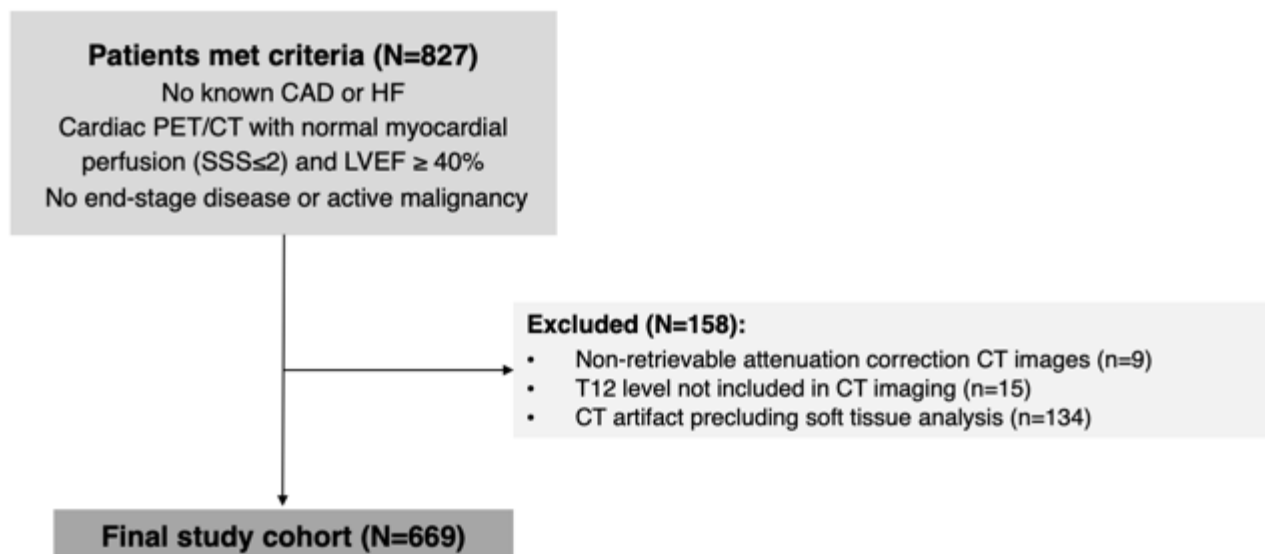 Patients met criteria (N=827)
No known CAD or HF
Cardiac PET/CT with normal myocardial
perfusion (SSS≤2) and LVEF ≥ 40%
No end-stage disease or active malignancy
Excluded (N=158):
• Non-retrievable attenuation correction CT images (n=9)
• T12 level not included in CT imaging (n=15)
• CT artifact precluding soft tissue analysis (n=134)
Final study cohort (N=669)